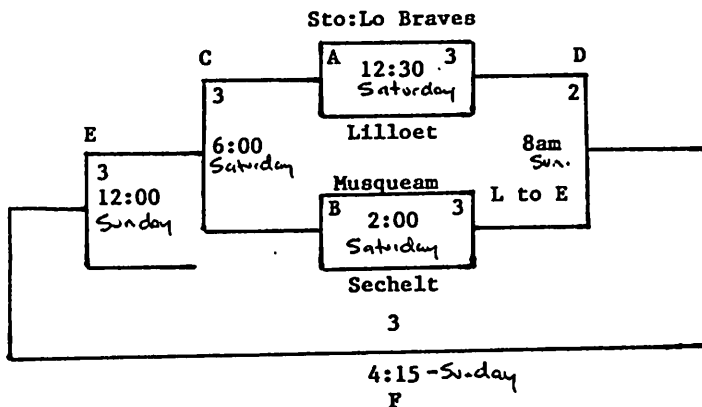 Sto:Lo Braves
C
A
3
D
12:30
Saturday
3
2
Lilloet
E
6:00
Saturday
8am
Sun.
3
Musqueam
L to E
12:00
Sunday
B
3
2:00
Saturday
Sechelt
3
4:15 -Sunday
F